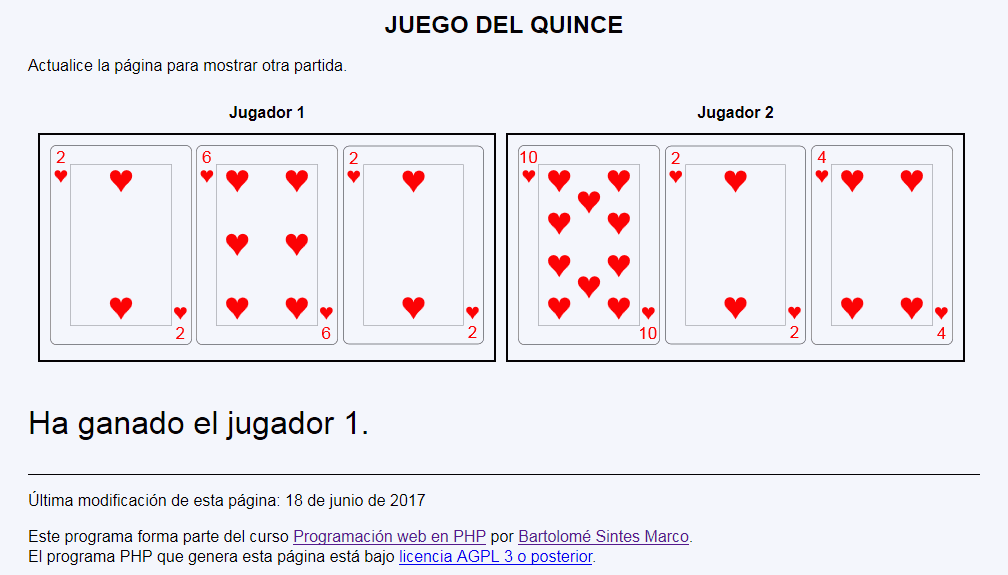 JUEGO DEL QUINCE
Actualice la página para mostrar otra partida.
Jugador 1
Jugador 2
2 6 2
2 6 2
10 2 4
10 2 4
Ha ganado el jugador 1.
Última modificación de esta página: 18 de junio de 2017
Este programa forma parte del curso Programación web en PHP por Bartolomé Sintes Marco.
El programa PHP que genera esta página está bajo licencia AGPL 3 o posterior.